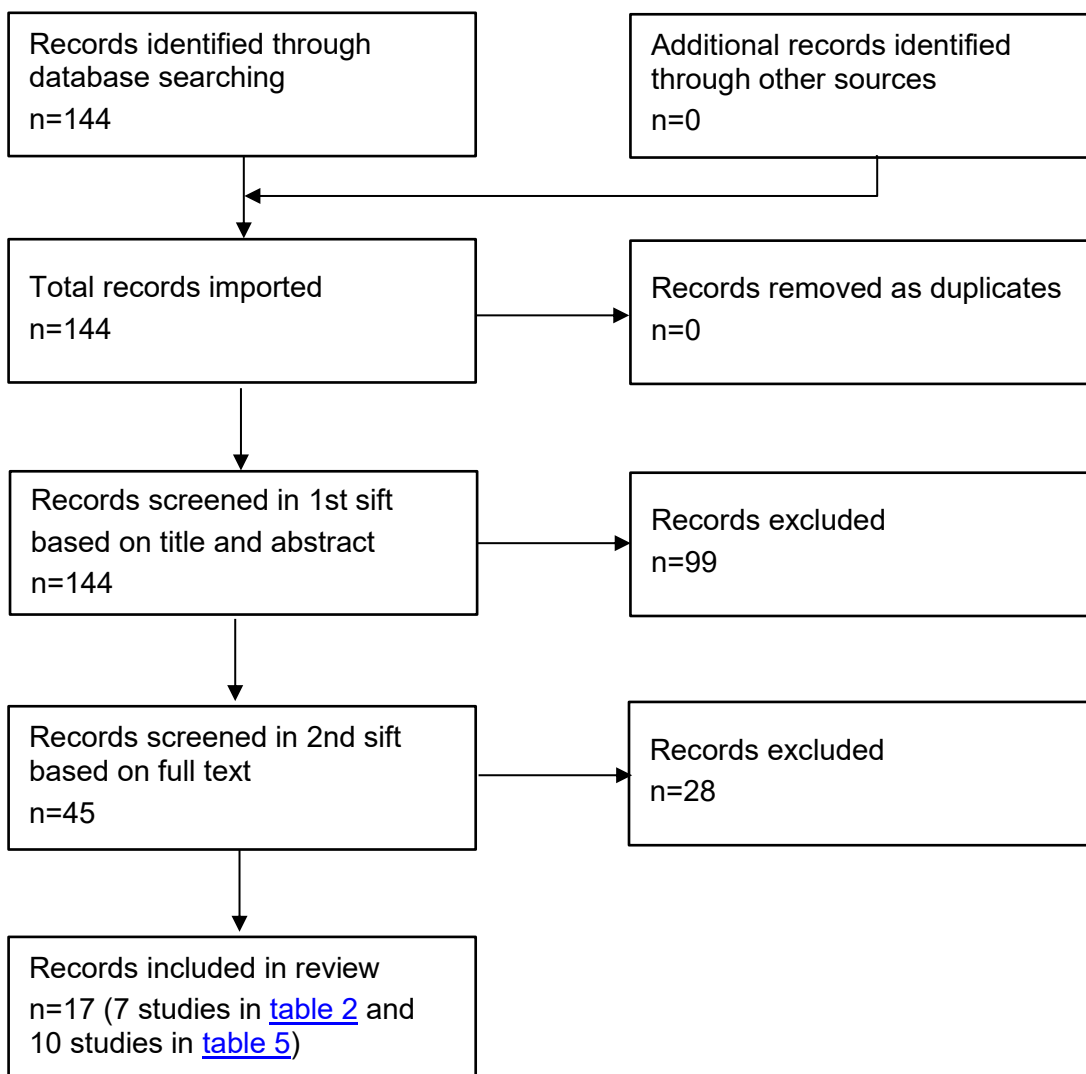 Records identified through
database searching
n=144
Additional records identified
through other sources
n=0
Total records imported
n=144
Records removed as duplicates
n=0
Records screened in 1st sift
based on title and abstract
n=144
Records excluded
n=99
Records screened in 2nd sift
based on full text
n=45
Records excluded
n=28
Records included in review
n=17 (7 studies in table 2 and
10 studies in table 5)